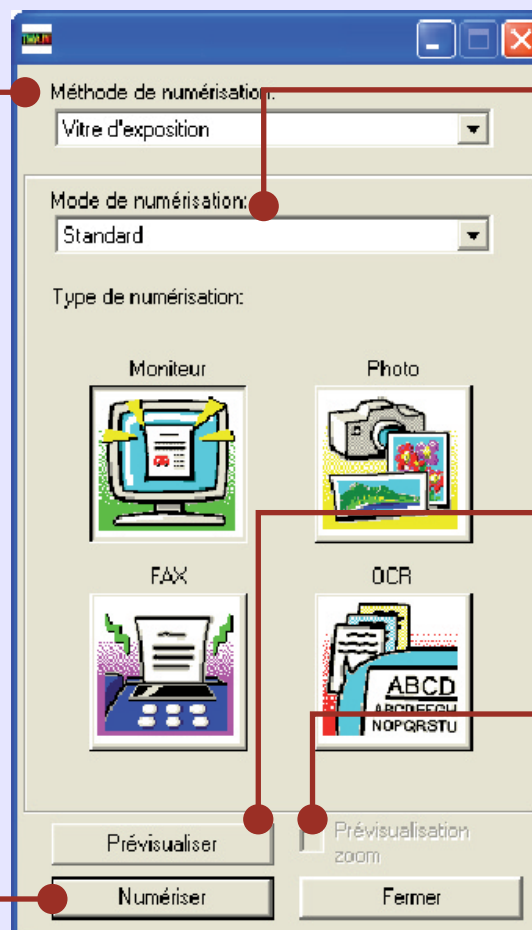 TWAIN
Méthode de numérisation:
Vitre d'exposition
Mode de numérisation:
Standard
Type de numérisation:
Moniteur Photo
FAX OCR
ABCD
ABCDEFGH
NOPQRSTU
Prévisualiser
Prévisualisation
zoom
Numériser Fermer